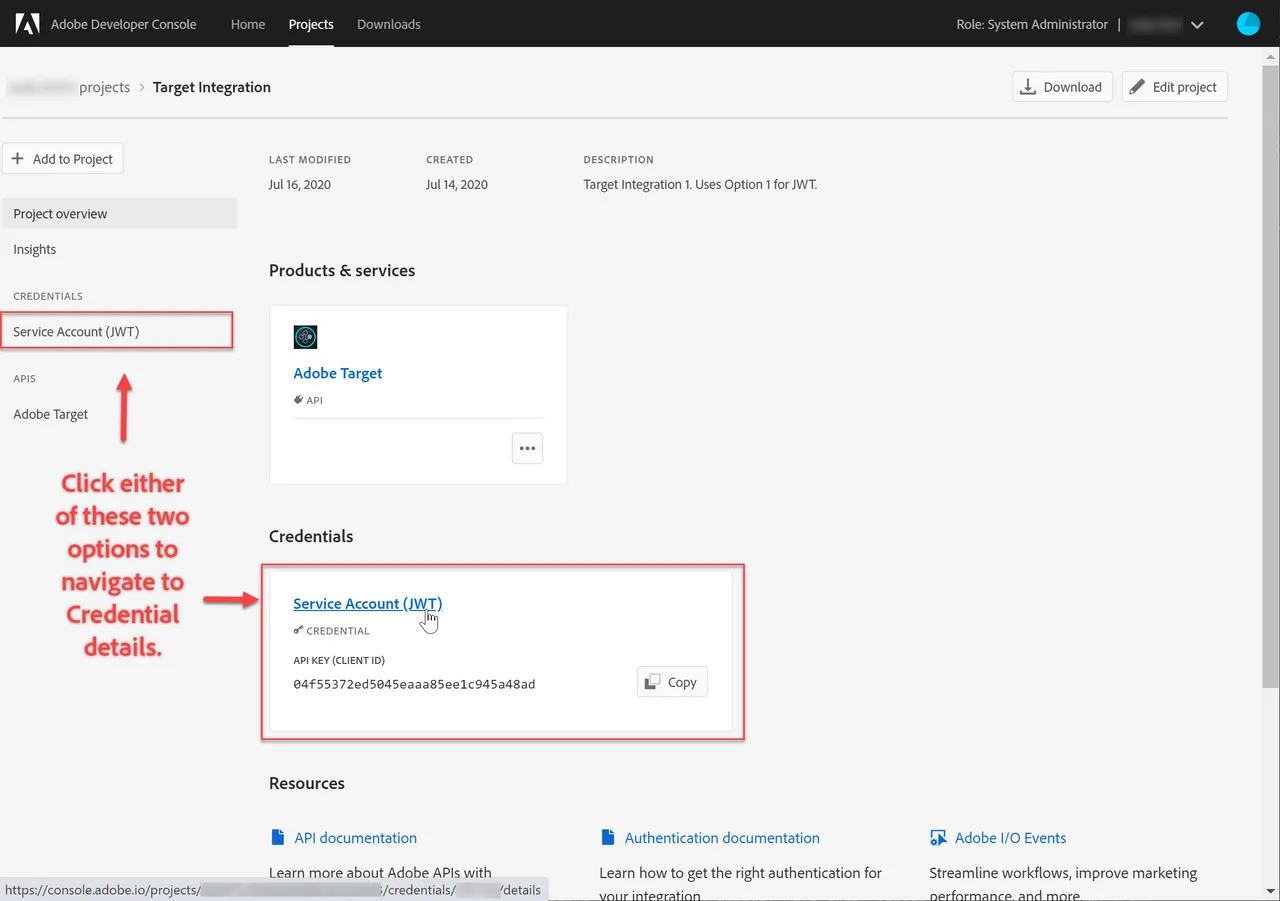 Adobe Developer Console Home Projects Downloads Role: System Administrator |
projects > Target Integration Download Edit project
+ Add to Project
Project overview
Insights
CREDENTIALS
Service Account (JWT)
APIS
Adobe Target
Click either
of these two
options to
navigate to
Credential
details.
LAST MODIFIED CREATED DESCRIPTION
Jul 16, 2020 Jul 14, 2020 Target Integration 1. Uses Option 1 for JWT.
Products & services
Adobe Target
API
Credentials
Service Account (JWT)
CREDENTIAL
API KEY (CLIENT ID)
04f55372ed5045eaaa85ee1c945a48ad Copy
Resources
API documentation Authentication documentation Adobe I/O Events
Learn more about Adobe APIs with Learn how to get the right authentication for Streamline workflows, improve marketing
your integration. performance, and more.
https://console.adobe.io/projects/ /credentials/ /details